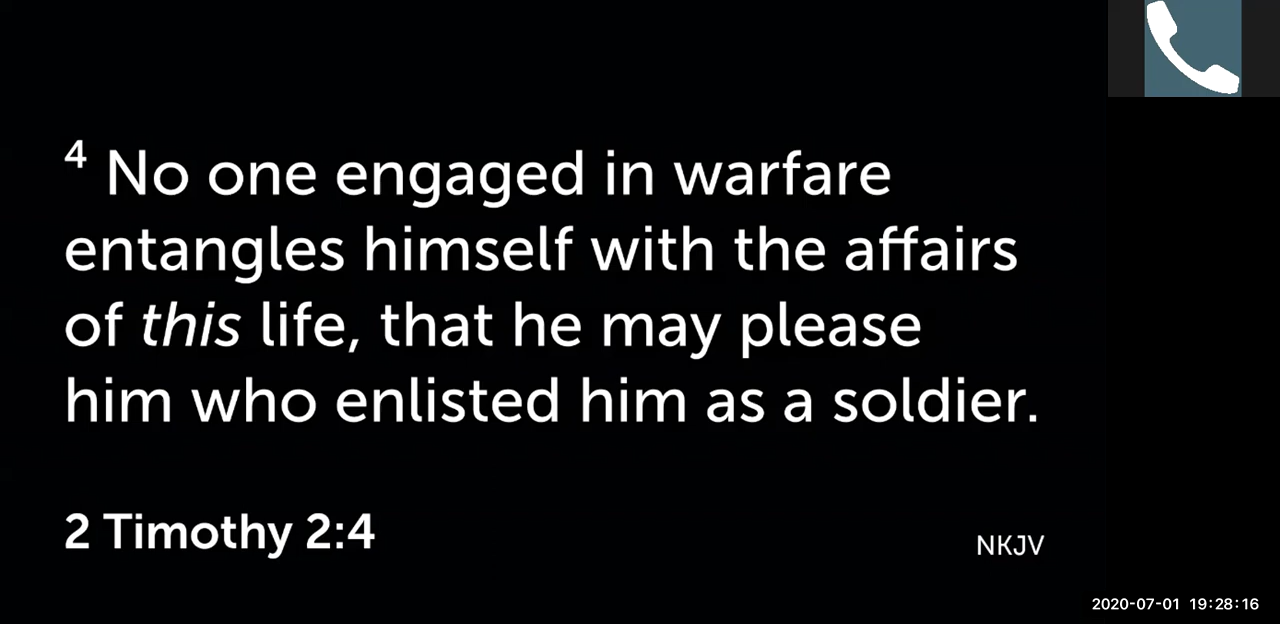 4 No one engaged in warfare
entangles himself with the affairs
of this life, that he may please
him who enlisted him as a soldier.
2 Timothy 2:4
NKJV
2020-07-01 19:28:16